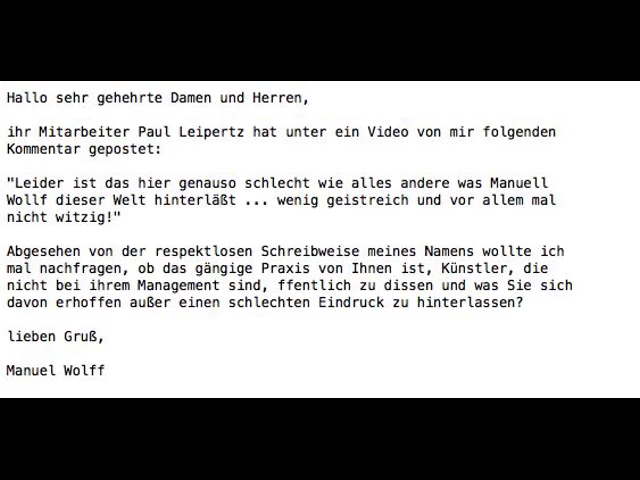 Hallo sehr gehehrte Damen und Herren,
ihr Mitarbeiter Paul Leipertz hat unter ein Video von mir folgenden
Kommentar gepostet:
"Leider ist das hier genauso schlecht wie alles andere was Manuell
Wollf dieser Welt hinterläßt ... wenig geistreich und vor allem mal
nicht witzig!"
Abgesehen von der respektlosen Schreibweise meines Namens wollte ich
mal nachfragen, ob das gängige Praxis von Ihnen ist, Künstler, die
nicht bei ihrem Management sind, ffentlich zu dissen und was Sie sich
davon erhoffen außer einen schlechten Eindruck zu hinterlassen?
lieben Gruß,
Manuel Wolff